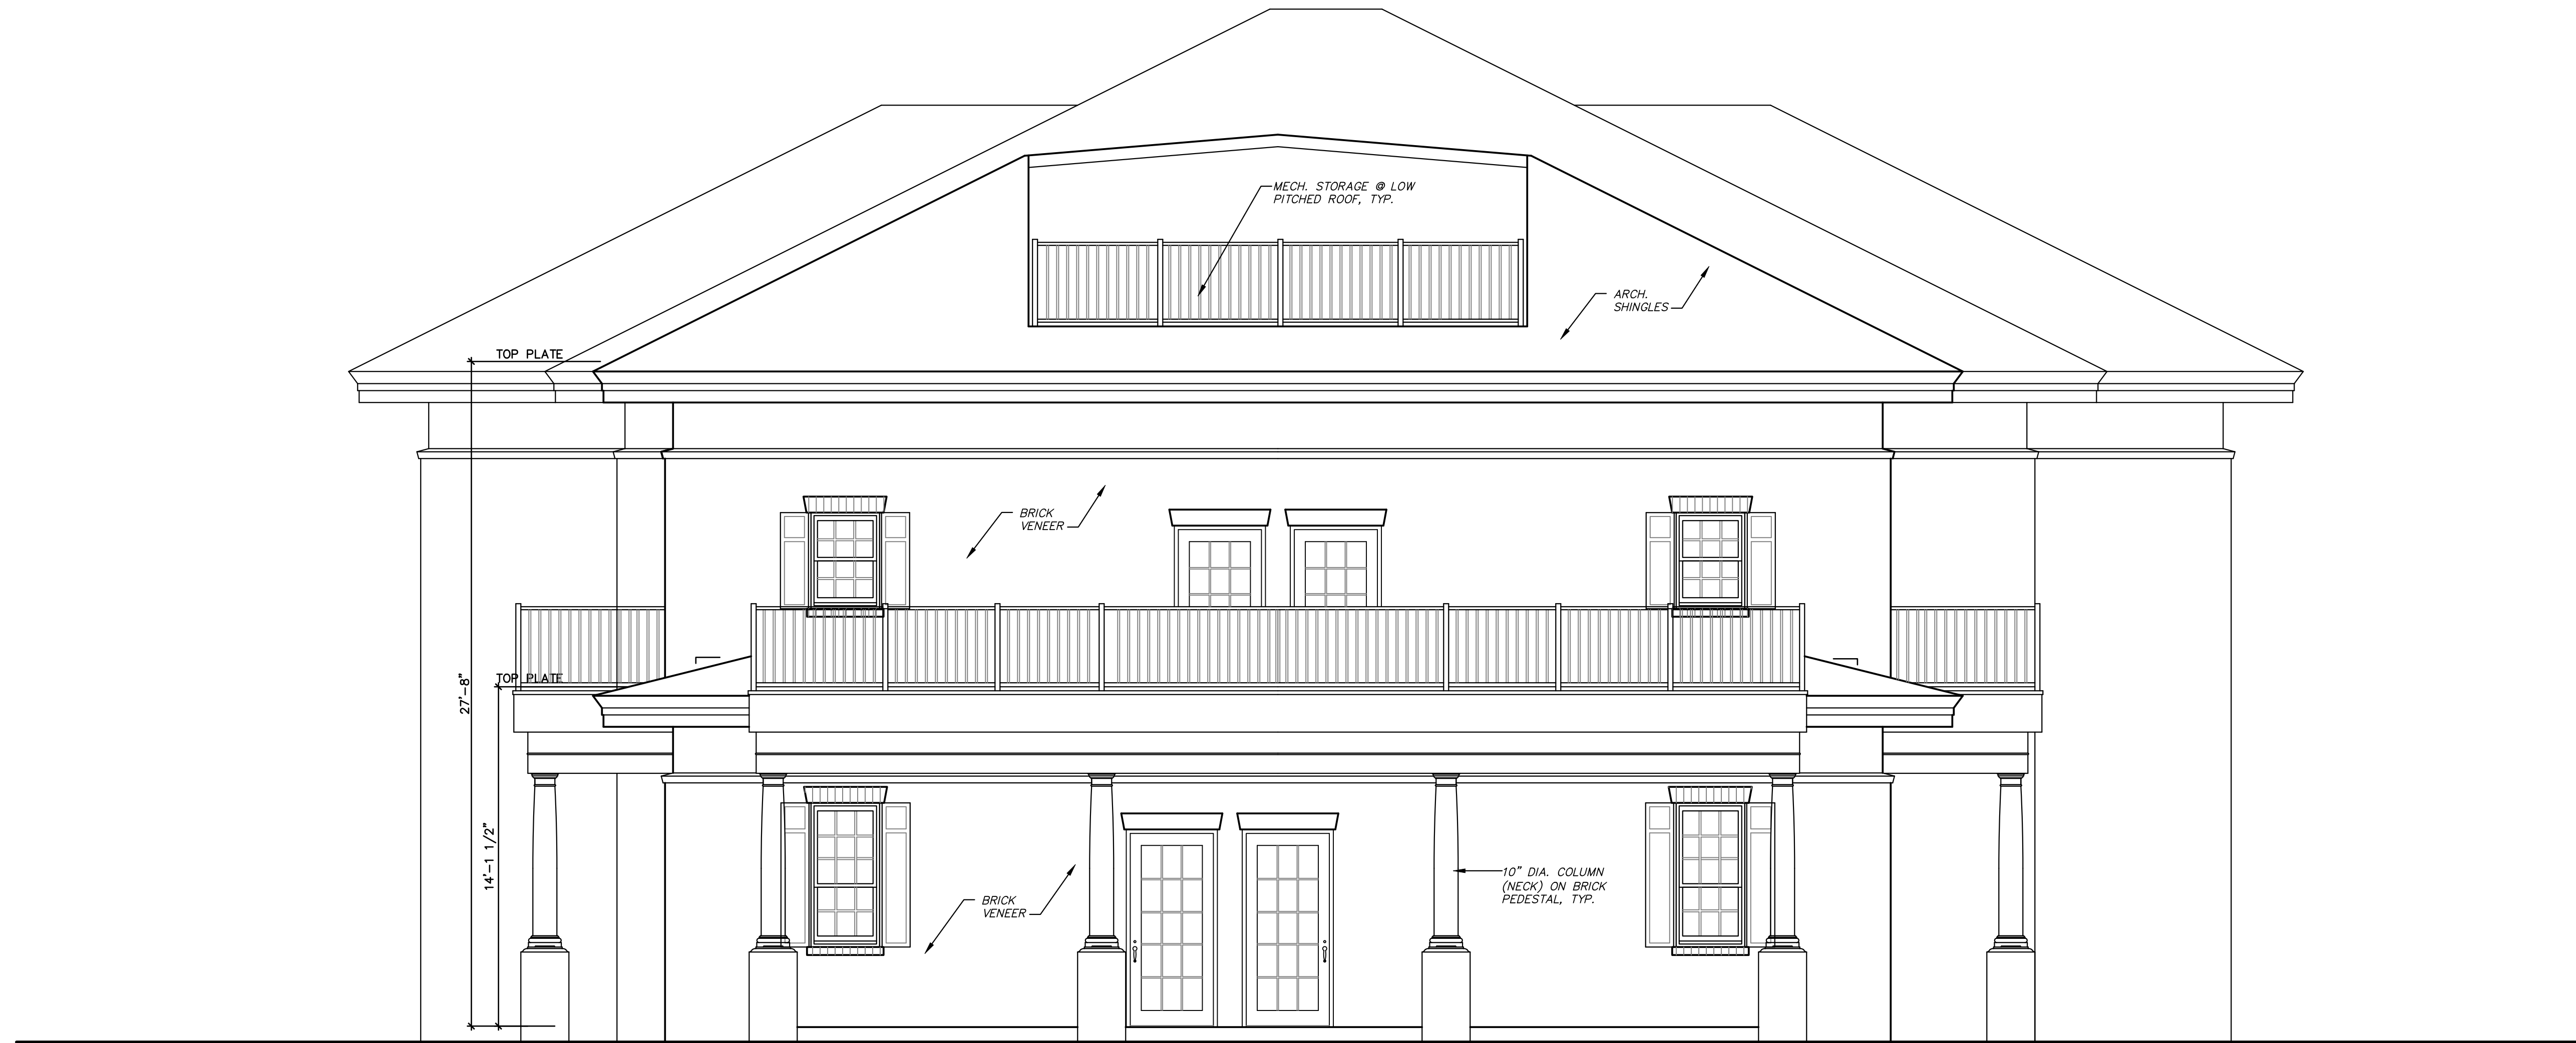 MECH. STORAGE @ LOW
PITCHED ROOF, TYP.
ARCH.
SHINGLES
TOP PLATE
BRICK
VENEER
TOP PLATE
27'-8"
14'-1 1/2"
10" DIA. COLUMN
(NECK) ON BRICK
PEDESTAL, TYP.
BRICK
VENEER